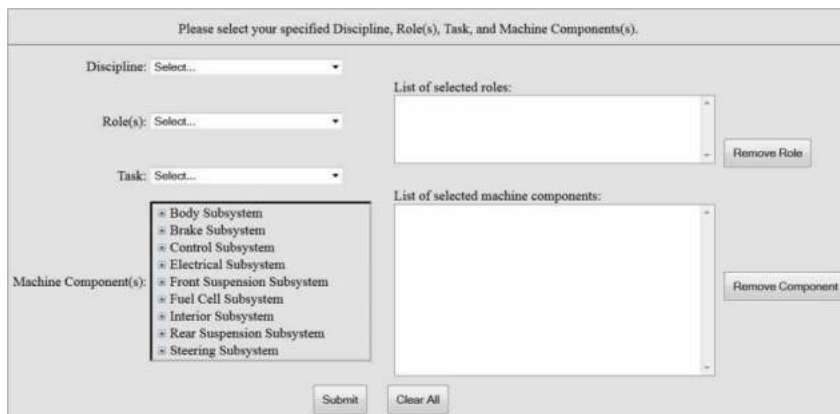 Please select your specified Discipline, Role(s), Task, and Machine Components(s).
Discipline: Select...
Role(s): Select...
Task: Select...
Machine Component(s):
Body Subsystem
Brake Subsystem
Control Subsystem
Electrical Subsystem
Front Suspension Subsystem
Fuel Cell Subsystem
Interior Subsystem
Rear Suspension Subsystem
Steering Subsystem
List of selected roles:
Remove Role
List of selected machine components:
Remove Component
Submit Clear All